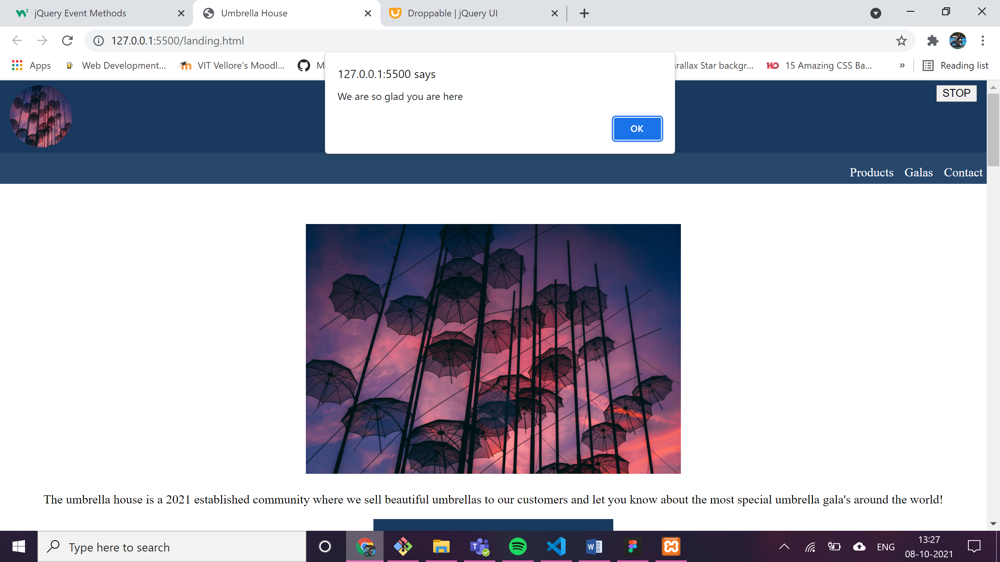 jQuery Event Methods
Umbrella House
Droppable | jQuery UI
127.0.0.1:5500/landing.html
Apps
Web Development...
VIT Vellore's Moodl...
M
rallax Star backgr...
15 Amazing CSS Ba...
»
Reading list
127.0.0.1:5500 says
We are so glad you are here
OK
STOP
Products Galas Contact
The umbrella house is a 2021 established community where we sell beautiful umbrellas to our customers and let you know about the most special umbrella gala's around the world!
Type here to search
ENG
13:27
08-10-2021